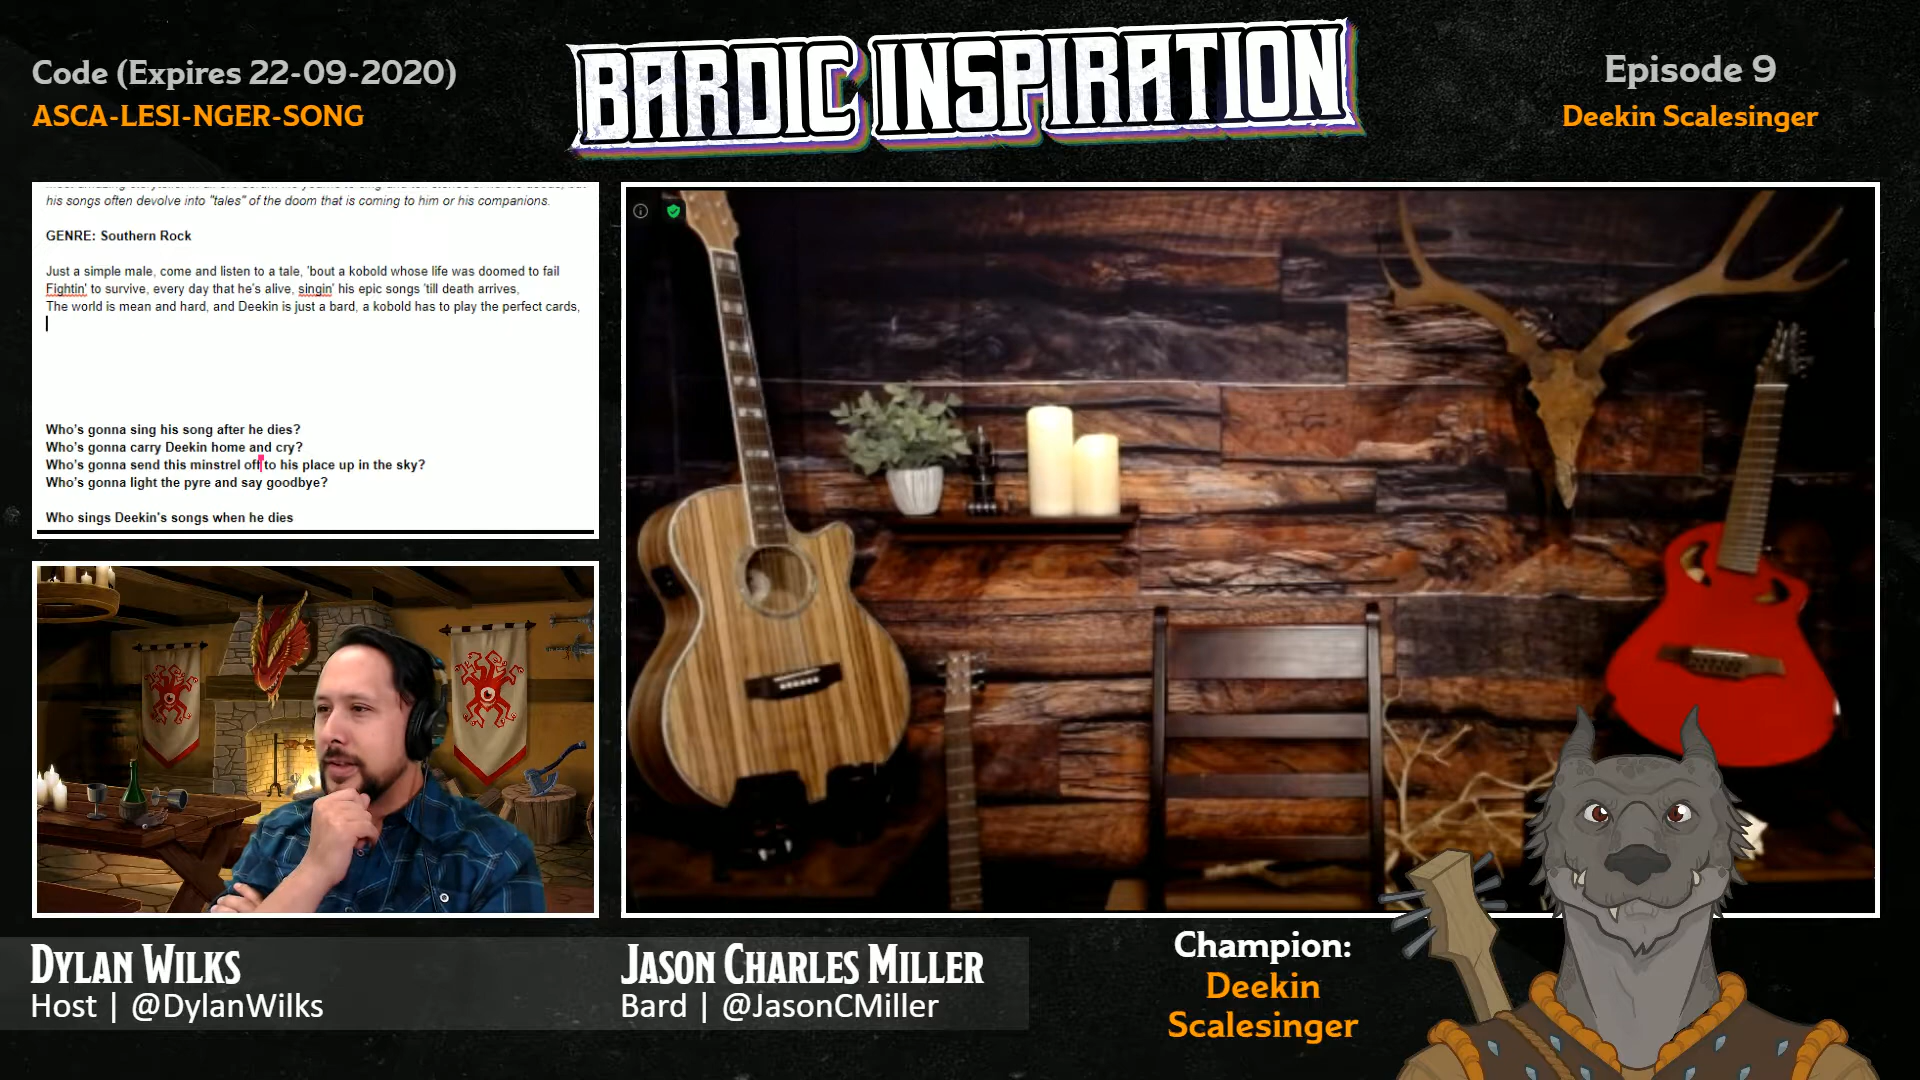 Code (Expires 22-09-2020)
ASCA-LESI-NGER-SONG
BARDIC INSPIRATION
Episode 9
Deekin Scalesinger
his songs often devolve into "tales" of the doom that is coming to him or his companions.
GENRE: Southern Rock
Just a simple male, come and listen to a tale, 'bout a kobold whose life was doomed to fail
Fightin' to survive, every day that he's alive, singin' his epic songs 'till death arrives,
The world is mean and hard, and Deekin is just a bard, a kobold has to play the perfect cards,
Who's gonna sing his song after he dies?
Who's gonna carry Deekin home and cry?
Who's gonna send this minstrel off to his place up in the sky?
Who's gonna light the pyre and say goodbye?
Who sings Deekin's songs when he dies
DYLAN WILKS
Host | @DylanWilks
JASON CHARLES MILLER
Bard | @JasonCMiller
Champion:
Deekin
Scalesinger